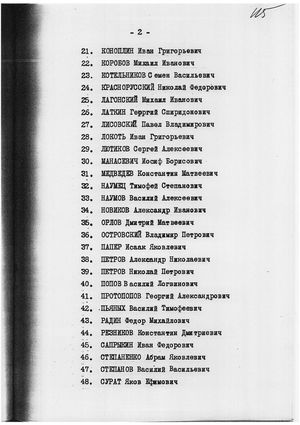 115
- 2 -
21. КОНОПЛИН Иван Григорьевич
22. КОРОБОВ Михаил Иванович
23. КОТЕЛЬНИКОВ Семен Васильевич
24. КРАСНОРУССКИЙ Николай Федорович
25. ЛАГОНСКИЙ Михаил Иванович
26. ЛАТКИН Георгий Спиридонович
27. ЛИСОВСКИЙ Павел Владимирович
28. ЛОКОТЬ Иван Григорьевич
29. ЛЮТИКОВ Сергей Алексеевич
30. МАНАСЕВИЧ Иосиф Борисович
31. МЕДВЕДЕВ Константин Матвеевич
32. НАУМЕЦ Тимофей Степанович
33. НАУМОВ Василий Алексеевич
34. НОВИКОВ Александр Иванович
35. ОРЛОВ Дмитрий Матвеевич
36. ОСТРОВСКИЙ Владимир Петрович
37. ПАПЕР Исаак Яковлевич
38. ПЕТРОВ Александр Николаевич
39. ПЕТРОВ Николай Петрович
40. ПОПОВ Василий Логвинович
41. ПРОТОПОПОВ Георгий Александрович
42. ПЬЯНЫХ Василий Тимофеевич
43. РАДИН Федор Михайлович
44. РЕЗНИКОВ Константин Дмитриевич
45. САПРЫКИН Иван Федорович
46. СТЕПАНЕНКО Абрам Яковлевич
47. СТЕПАНОВ Василий Васильевич
48. СУРАТ Яков Ефимович